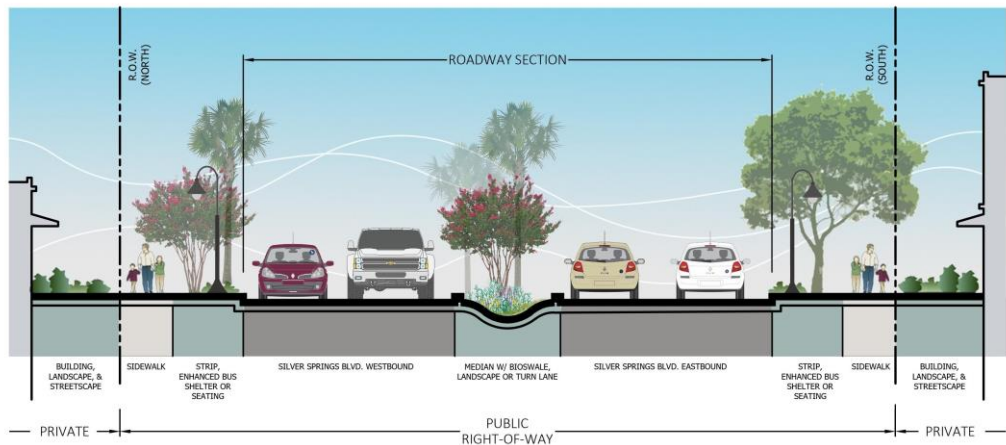 ROADWAY SECTION
R.O.W.
(NORTH)
R.O.W.
(SOUTH)
BUILDING,
LANDSCAPE, &
STREETSCAPE
SIDEWALK
STRIP,
ENHANCED BUS
SHELTER OR
SEATING
SILVER SPRINGS BLVD. WESTBOUND
MEDIAN W/ BIOSWALE,
LANDSCAPE OR TURN LANE
SILVER SPRINGS BLVD. EASTBOUND
STRIP,
ENHANCED BUS
SHELTER OR
SEATING
SIDEWALK
BUILDING,
LANDSCAPE, &
STREETSCAPE
PRIVATE
PUBLIC
RIGHT-OF-WAY
PRIVATE